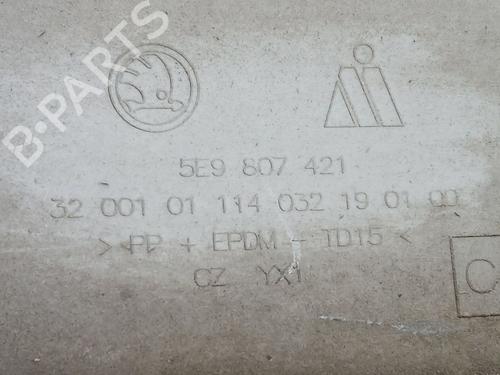 B-PARTS
5E9 807 421
32 001 01 114 032 19 01 00
> PP + EPDM - TD15 <
CZ YX1
C